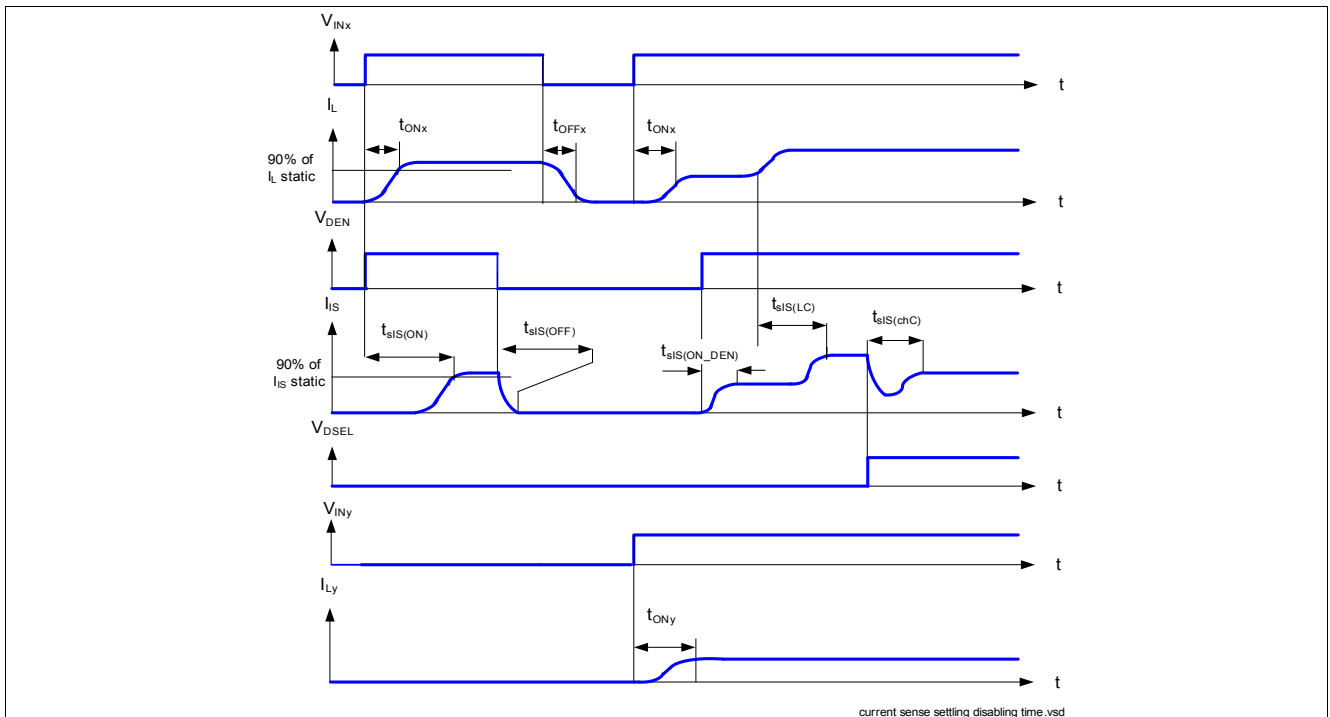 V_INx
t
I_L
t_ONx
t_OFFx
t_ONx
90% of
I_L static
t
V_DEN
t
I_IS
t_sIS(ON)
t_sIS(OFF)
t_sIS(ON_DEN)
t_sIS(LC)
t_sIS(chC)
90% of
I_IS static
t
V_DSEL
t
V_INy
t
I_Ly
t_ONy
t
current sense settling disabling time.vsd